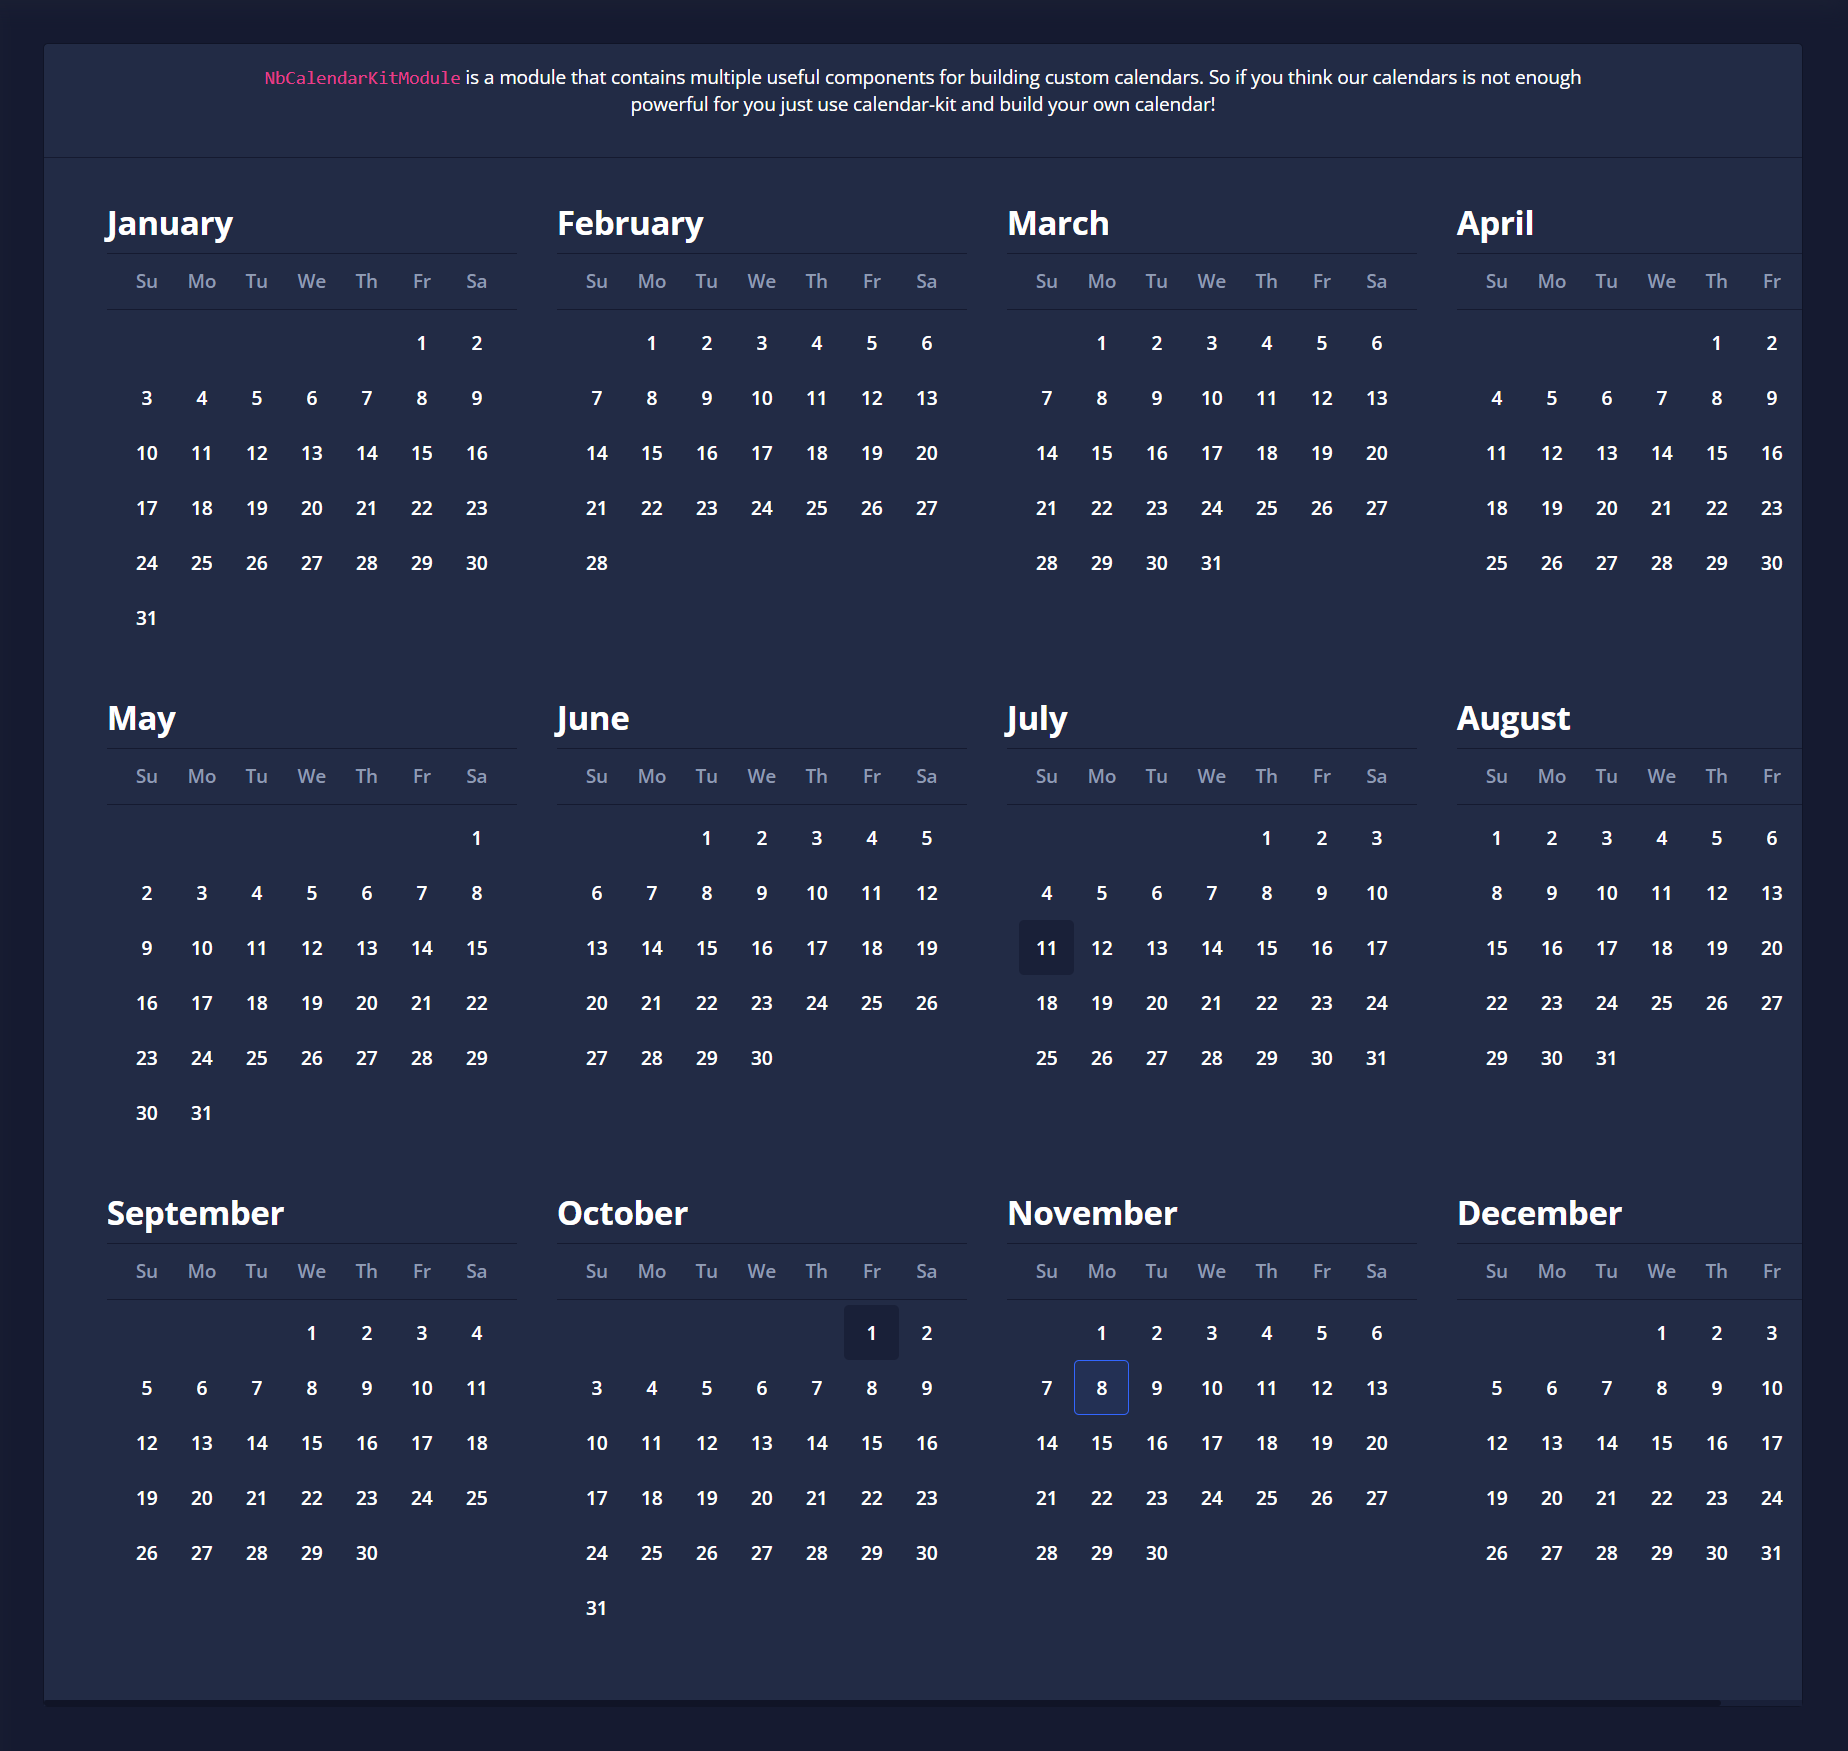 NbCalendarKitModule is a module that contains multiple useful components for building custom calendars. So if you think our calendars is not enough
powerful for you just use calendar-kit and build your own calendar!
January
Su Mo Tu We Th Fr Sa
1 2
3 4 5 6 7 8 9
10 11 12 13 14 15 16
17 18 19 20 21 22 23
24 25 26 27 28 29 30
31
February
Su Mo Tu We Th Fr Sa
1 2 3 4 5 6
7 8 9 10 11 12 13
14 15 16 17 18 19 20
21 22 23 24 25 26 27
28
March
Su Mo Tu We Th Fr Sa
1 2 3 4 5 6
7 8 9 10 11 12 13
14 15 16 17 18 19 20
21 22 23 24 25 26 27
28 29 30 31
April
Su Mo Tu We Th Fr
1 2
4 5 6 7 8 9
11 12 13 14 15 16
18 19 20 21 22 23
25 26 27 28 29 30
May
Su Mo Tu We Th Fr Sa
1
2 3 4 5 6 7 8
9 10 11 12 13 14 15
16 17 18 19 20 21 22
23 24 25 26 27 28 29
30 31
June
Su Mo Tu We Th Fr Sa
1 2 3 4 5
6 7 8 9 10 11 12
13 14 15 16 17 18 19
20 21 22 23 24 25 26
27 28 29 30
July
Su Mo Tu We Th Fr Sa
1 2 3
4 5 6 7 8 9 10
11 12 13 14 15 16 17
18 19 20 21 22 23 24
25 26 27 28 29 30 31
August
Su Mo Tu We Th Fr
1 2 3 4 5 6
8 9 10 11 12 13
15 16 17 18 19 20
22 23 24 25 26 27
29 30 31
September
Su Mo Tu We Th Fr Sa
1 2 3 4
5 6 7 8 9 10 11
12 13 14 15 16 17 18
19 20 21 22 23 24 25
26 27 28 29 30
October
Su Mo Tu We Th Fr Sa
1 2
3 4 5 6 7 8 9
10 11 12 13 14 15 16
17 18 19 20 21 22 23
24 25 26 27 28 29 30
31
November
Su Mo Tu We Th Fr Sa
1 2 3 4 5 6
7 8 9 10 11 12 13
14 15 16 17 18 19 20
21 22 23 24 25 26 27
28 29 30
December
Su Mo Tu We Th Fr
1 2 3
5 6 7 8 9 10
12 13 14 15 16 17
19 20 21 22 23 24
26 27 28 29 30 31